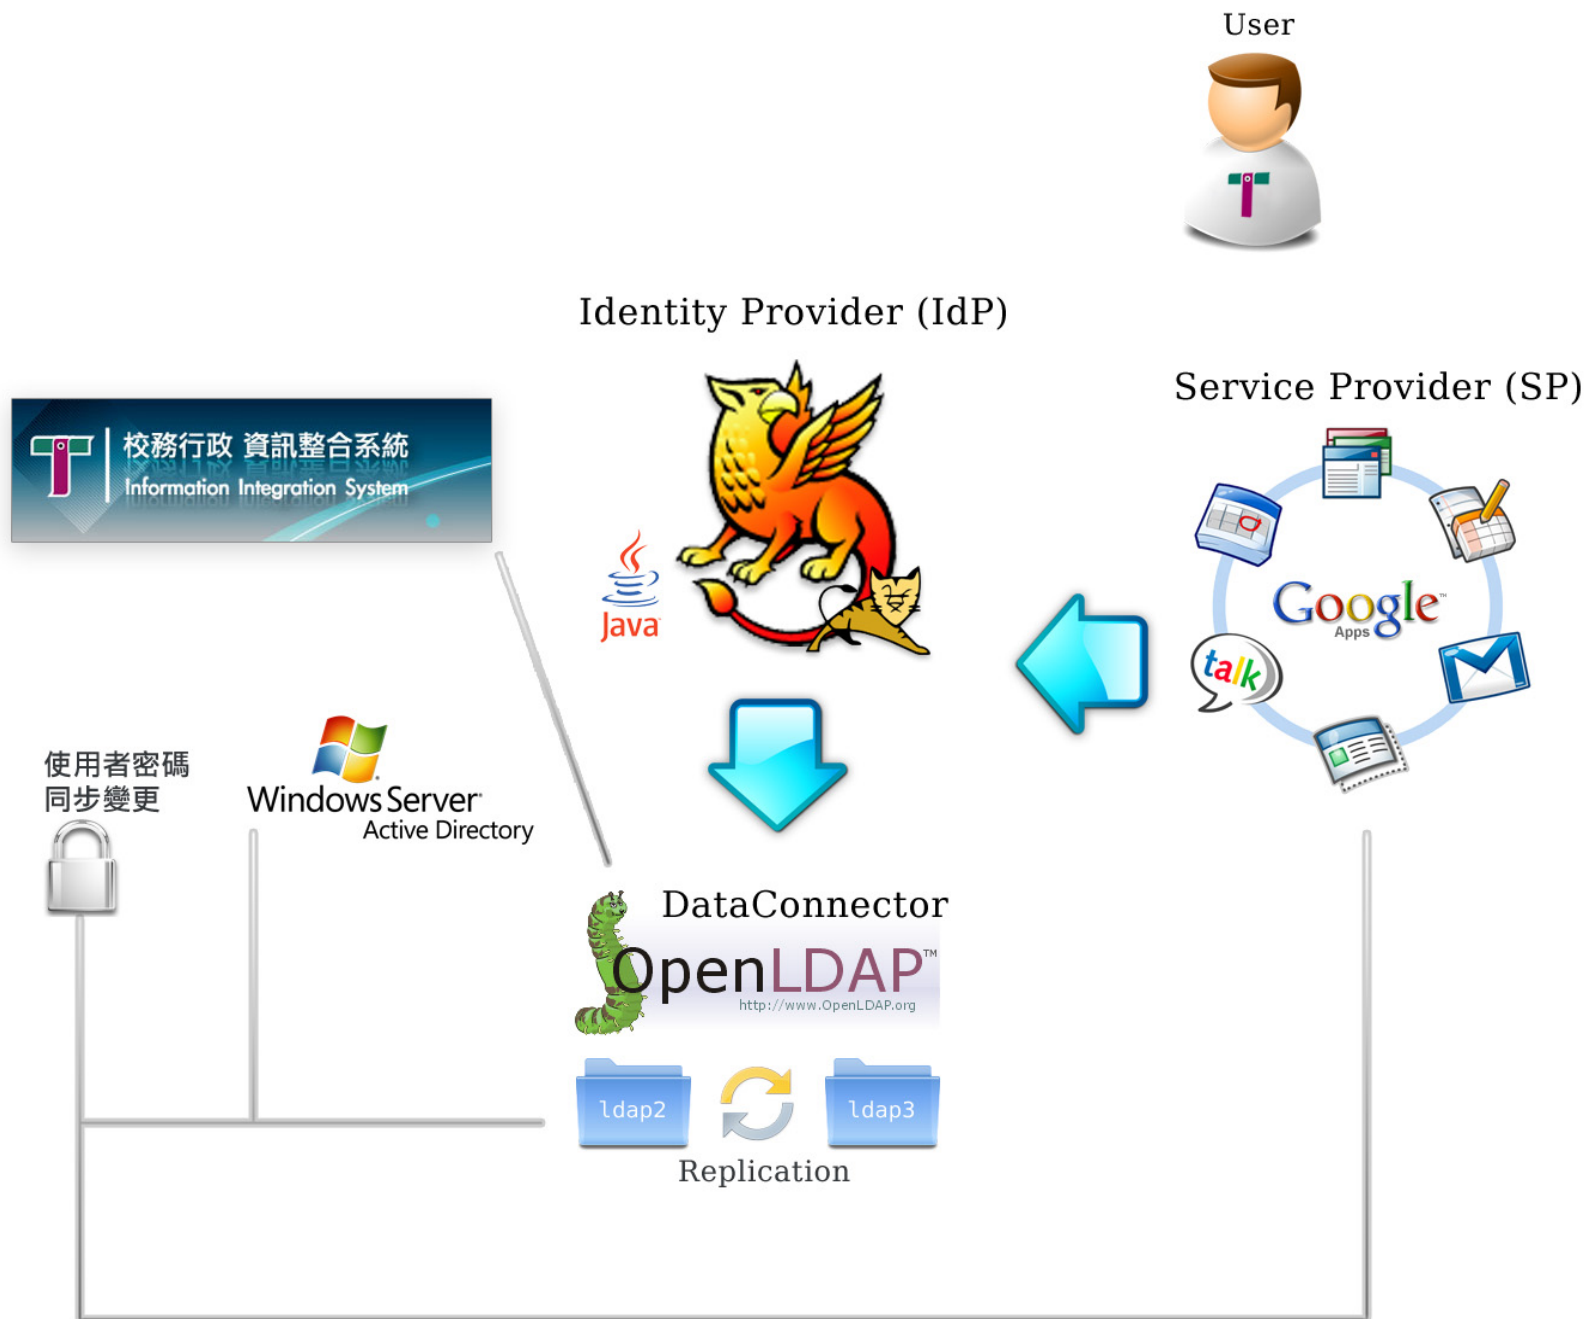 User
Identity Provider (IdP)
Service Provider (SP)
校務行政 資訊整合系統
Information Integration System
Java
Google™
Apps
talk
使用者密碼
同步變更
Windows Server
Active Directory
DataConnector
OpenLDAP™
http://www.OpenLDAP.org
ldap2
ldap3
Replication